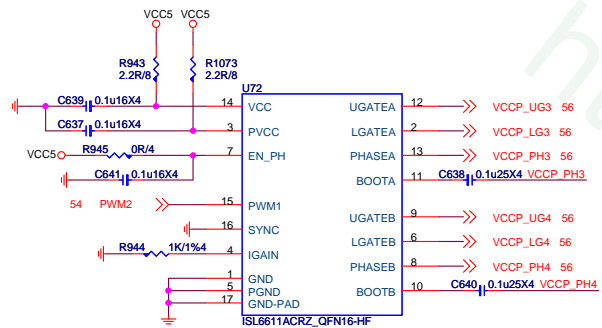 VCC5 VCC5
R943 R1073
2.2R/8 2.2R/8
U72
C639 0.1u16X4 14 VCC UGATEA 12 VCCP_UG3 56
C637 0.1u16X4 3 PVCC LGATEA 2 VCCP_LG3 56
VCC5 R945 0R/4 7 EN_PH PHASEA 13 VCCP_PH3 56
C641 0.1u16X4 BOOTA 11 C638 0.1u25X4 VCCP_PH3
54 PWM2 15 PWM1
UGATEB 9 VCCP_UG4 56
16 SYNC
LGATEB 6 VCCP_LG4 56
R944 1K/1%4 4 IGAIN
PHASEB 8 VCCP_PH4 56
1 GND
5 PGND BOOTB 10 C640 0.1u25X4 VCCP_PH4
17 GND-PAD
ISL6611ACRZ_QFN16-HF